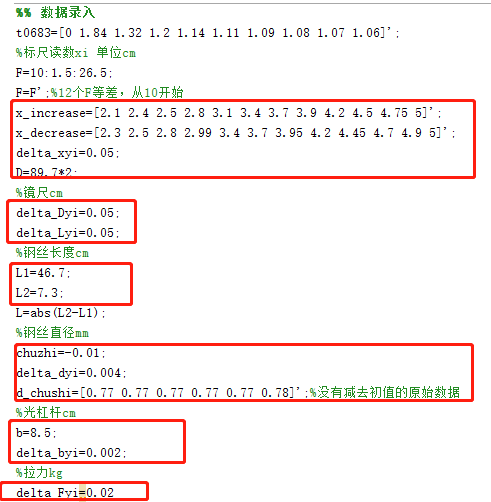 %% 数据录入
t0683=[0 1.84 1.32 1.2 1.14 1.11 1.09 1.08 1.07 1.06]';
%标尺读数xi 单位cm
F=10:1.5:26.5;
F=F';%12个F等差，从10开始
x_increase=[2.1 2.4 2.5 2.8 3.1 3.4 3.7 3.9 4.2 4.5 4.75 5]';
x_decrease=[2.3 2.5 2.8 2.99 3.4 3.7 3.95 4.2 4.45 4.7 4.9 5]';
delta_xyi=0.05;
D=89.7*2;
%镜尺cm
delta_Dyi=0.05;
delta_Lyi=0.05;
%钢丝长度cm
L1=46.7;
L2=7.3;
L=abs(L2-L1);
%钢丝直径mm
chuzhi=-0.01;
delta_dyi=0.004;
d_chushi=[0.77 0.77 0.77 0.77 0.77 0.78]';%没有减去初值的原始数据
%光杠杆cm
b=8.5;
delta_byi=0.002;
%拉力kg
delta_Fyi=0.02